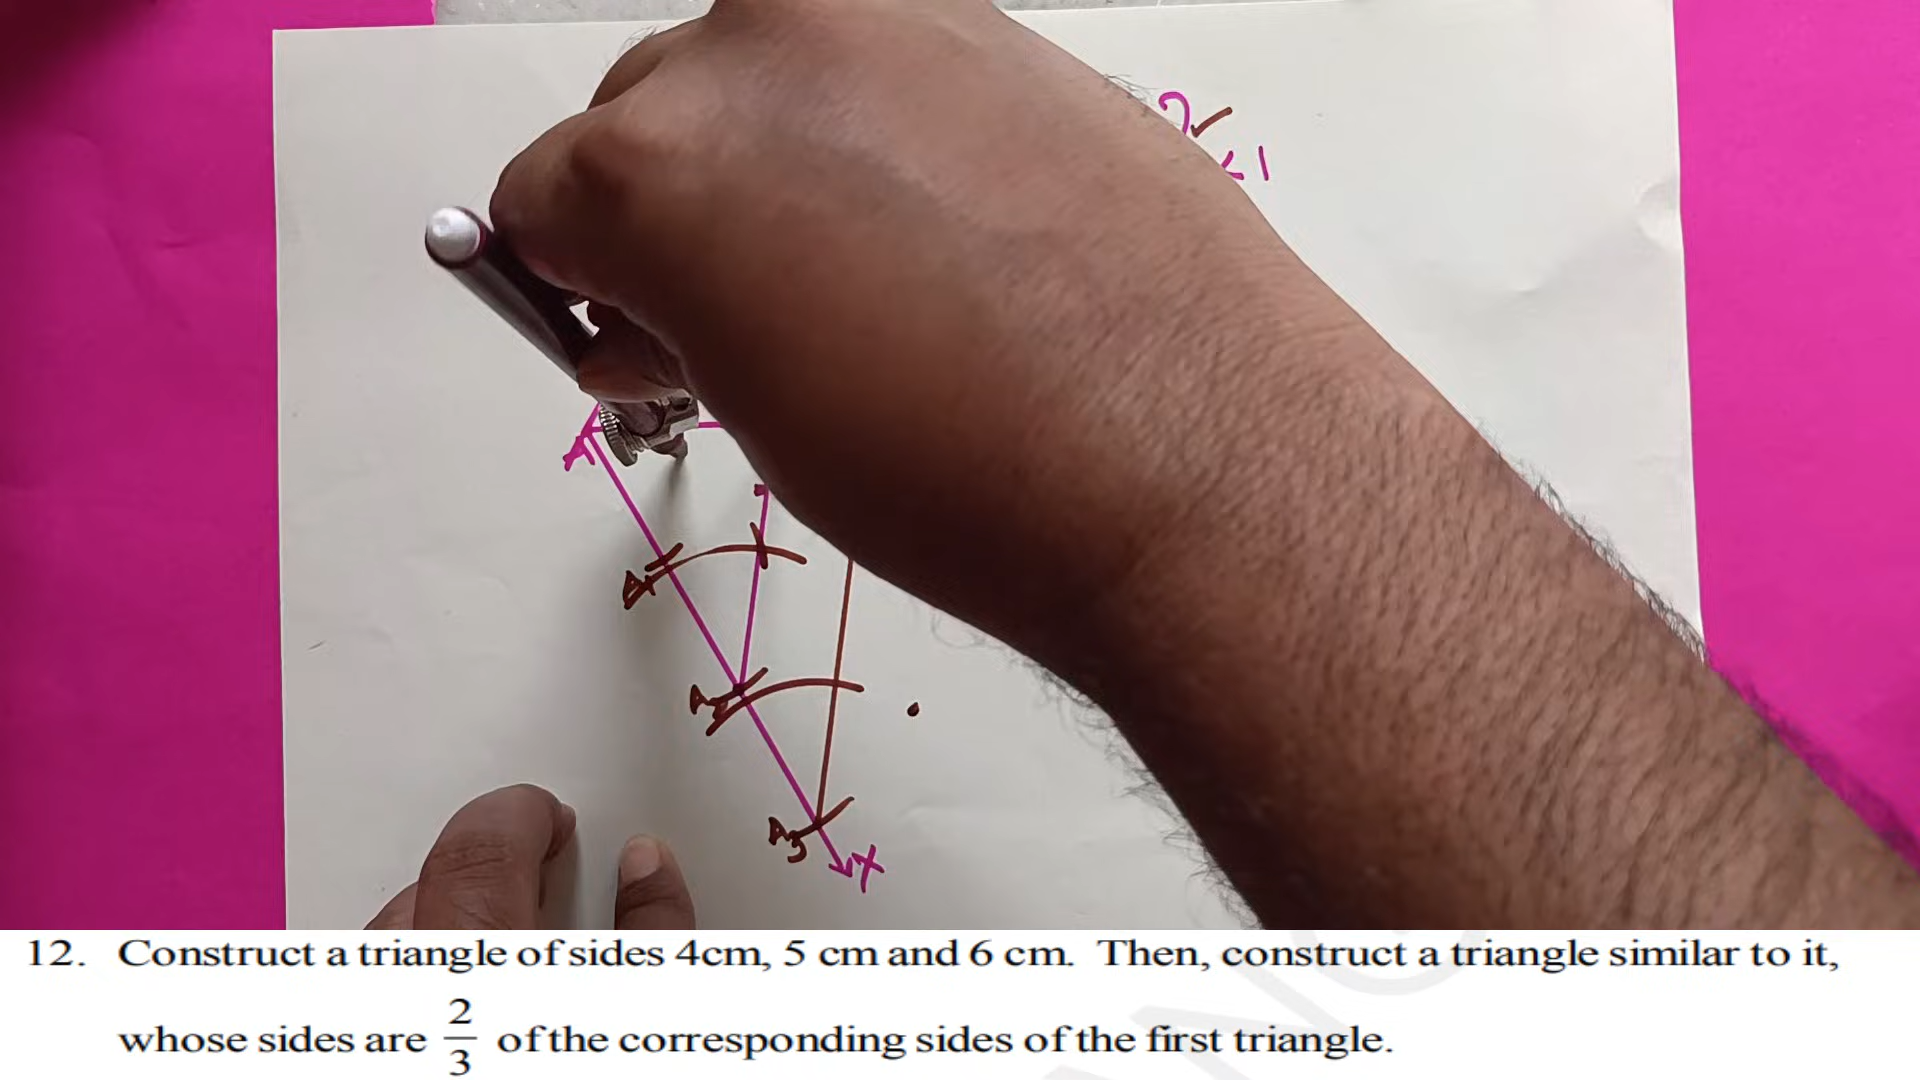 2
< 1
A
A1
A2
A3
X
12. Construct a triangle of sides 4cm, 5 cm and 6 cm. Then, construct a triangle similar to it,
whose sides are 2/3 of the corresponding sides of the first triangle.